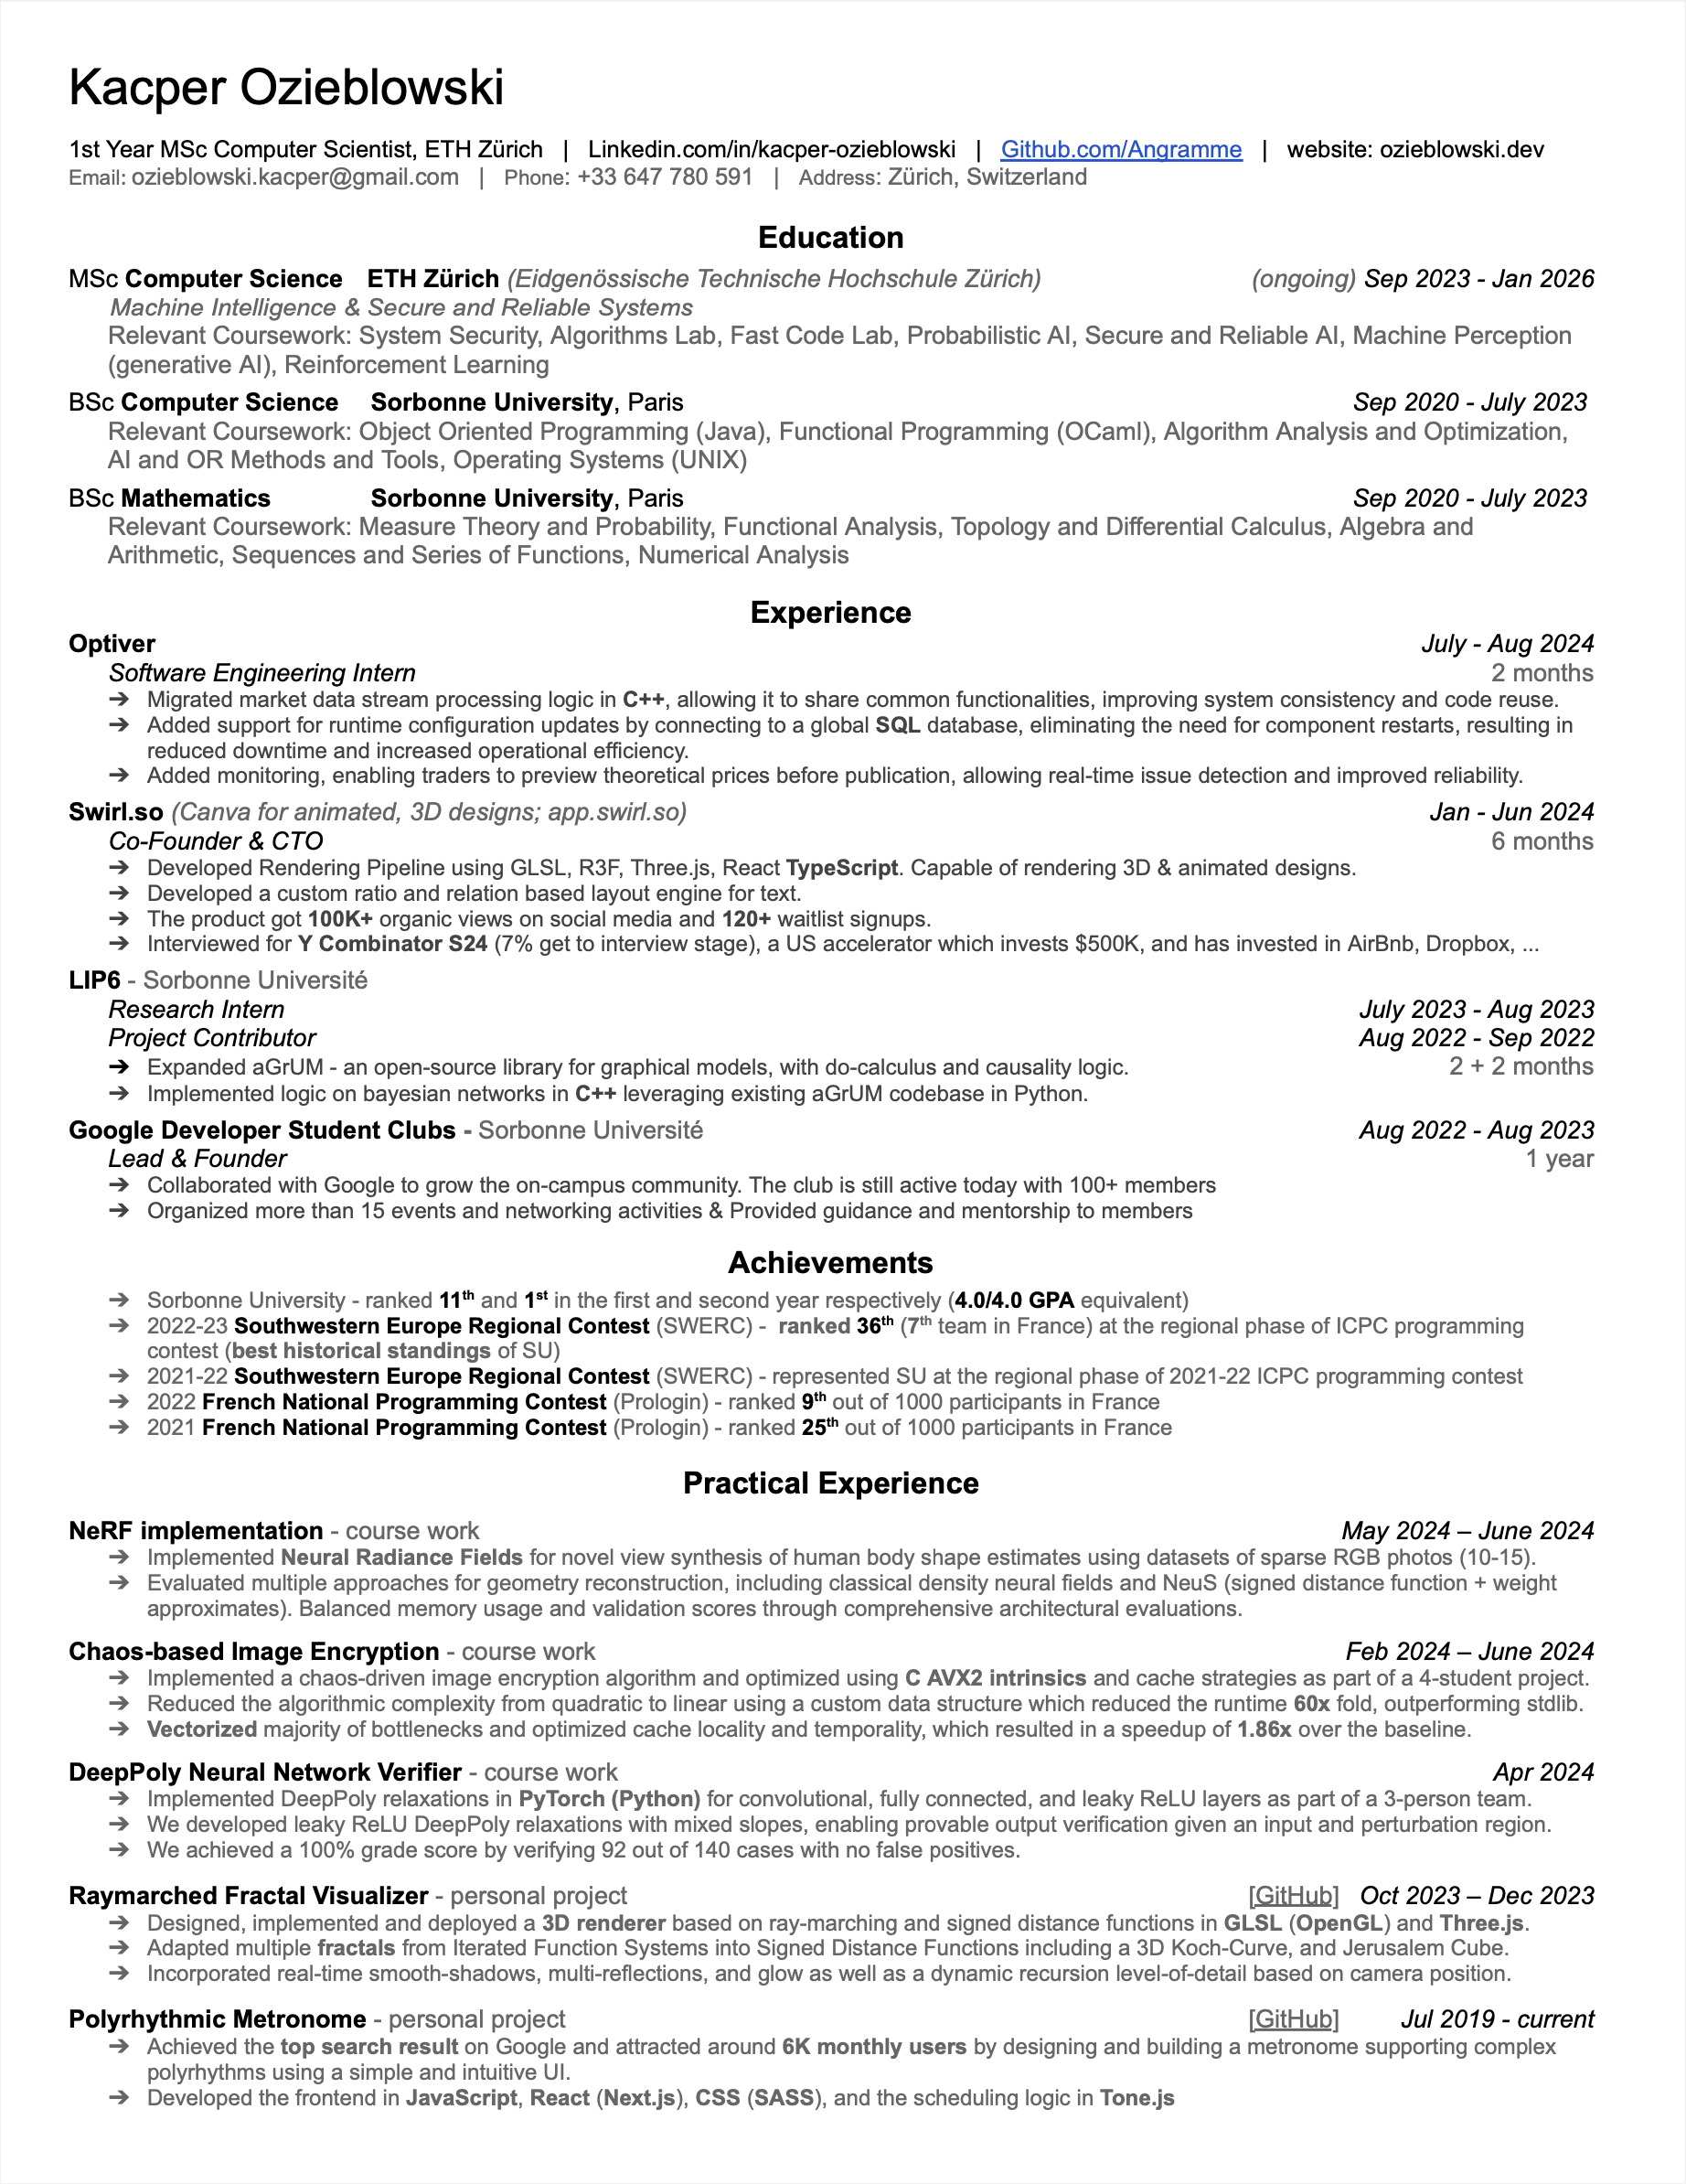 Kacper Ozieblowski
1st Year MSc Computer Scientist, ETH Zürich | Linkedin.com/in/kacper-ozieblowski | Github.com/Angramme | website: ozieblowski.dev
Email: ozieblowski.kacper@gmail.com | Phone: +33 647 780 591 | Address: Zürich, Switzerland
Education
MSc Computer Science ETH Zürich (Eidgenössische Technische Hochschule Zürich) (ongoing) Sep 2023 - Jan 2026
Machine Intelligence & Secure and Reliable Systems
Relevant Coursework: System Security, Algorithms Lab, Fast Code Lab, Probabilistic AI, Secure and Reliable AI, Machine Perception
(generative AI), Reinforcement Learning
BSc Computer Science Sorbonne University, Paris Sep 2020 - July 2023
Relevant Coursework: Object Oriented Programming (Java), Functional Programming (OCaml), Algorithm Analysis and Optimization,
AI and OR Methods and Tools, Operating Systems (UNIX)
BSc Mathematics Sorbonne University, Paris Sep 2020 - July 2023
Relevant Coursework: Measure Theory and Probability, Functional Analysis, Topology and Differential Calculus, Algebra and
Arithmetic, Sequences and Series of Functions, Numerical Analysis
Experience
Optiver July - Aug 2024
Software Engineering Intern 2 months
➔ Migrated market data stream processing logic in C++, allowing it to share common functionalities, improving system consistency and code reuse.
➔ Added support for runtime configuration updates by connecting to a global SQL database, eliminating the need for component restarts, resulting in
reduced downtime and increased operational efficiency.
➔ Added monitoring, enabling traders to preview theoretical prices before publication, allowing real-time issue detection and improved reliability.
Swirl.so (Canva for animated, 3D designs; app.swirl.so) Jan - Jun 2024
Co-Founder & CTO 6 months
➔ Developed Rendering Pipeline using GLSL, R3F, Three.js, React TypeScript. Capable of rendering 3D & animated designs.
➔ Developed a custom ratio and relation based layout engine for text.
➔ The product got 100K+ organic views on social media and 120+ waitlist signups.
➔ Interviewed for Y Combinator S24 (7% get to interview stage), a US accelerator which invests $500K, and has invested in AirBnb, Dropbox, ...
LIP6 - Sorbonne Université
Research Intern July 2023 - Aug 2023
Project Contributor Aug 2022 - Sep 2022
➔ Expanded aGrUM - an open-source library for graphical models, with do-calculus and causality logic. 2 + 2 months
➔ Implemented logic on bayesian networks in C++ leveraging existing aGrUM codebase in Python.
Google Developer Student Clubs - Sorbonne Université Aug 2022 - Aug 2023
Lead & Founder 1 year
➔ Collaborated with Google to grow the on-campus community. The club is still active today with 100+ members
➔ Organized more than 15 events and networking activities & Provided guidance and mentorship to members
Achievements
➔ Sorbonne University - ranked 11th and 1st in the first and second year respectively (4.0/4.0 GPA equivalent)
➔ 2022-23 Southwestern Europe Regional Contest (SWERC) - ranked 36th (7th team in France) at the regional phase of ICPC programming
contest (best historical standings of SU)
➔ 2021-22 Southwestern Europe Regional Contest (SWERC) - represented SU at the regional phase of 2021-22 ICPC programming contest
➔ 2022 French National Programming Contest (Prologin) - ranked 9th out of 1000 participants in France
➔ 2021 French National Programming Contest (Prologin) - ranked 25th out of 1000 participants in France
Practical Experience
NeRF implementation - course work May 2024 – June 2024
➔ Implemented Neural Radiance Fields for novel view synthesis of human body shape estimates using datasets of sparse RGB photos (10-15).
➔ Evaluated multiple approaches for geometry reconstruction, including classical density neural fields and NeuS (signed distance function + weight
approximates). Balanced memory usage and validation scores through comprehensive architectural evaluations.
Chaos-based Image Encryption - course work Feb 2024 – June 2024
➔ Implemented a chaos-driven image encryption algorithm and optimized using C AVX2 intrinsics and cache strategies as part of a 4-student project.
➔ Reduced the algorithmic complexity from quadratic to linear using a custom data structure which reduced the runtime 60x fold, outperforming stdlib.
➔ Vectorized majority of bottlenecks and optimized cache locality and temporality, which resulted in a speedup of 1.86x over the baseline.
DeepPoly Neural Network Verifier - course work Apr 2024
➔ Implemented DeepPoly relaxations in PyTorch (Python) for convolutional, fully connected, and leaky ReLU layers as part of a 3-person team.
➔ We developed leaky ReLU DeepPoly relaxations with mixed slopes, enabling provable output verification given an input and perturbation region.
➔ We achieved a 100% grade score by verifying 92 out of 140 cases with no false positives.
Raymarched Fractal Visualizer - personal project [GitHub] Oct 2023 – Dec 2023
➔ Designed, implemented and deployed a 3D renderer based on ray-marching and signed distance functions in GLSL (OpenGL) and Three.js.
➔ Adapted multiple fractals from Iterated Function Systems into Signed Distance Functions including a 3D Koch-Curve, and Jerusalem Cube.
➔ Incorporated real-time smooth-shadows, multi-reflections, and glow as well as a dynamic recursion level-of-detail based on camera position.
Polyrhythmic Metronome - personal project [GitHub] Jul 2019 - current
➔ Achieved the top search result on Google and attracted around 6K monthly users by designing and building a metronome supporting complex
polyrhythms using a simple and intuitive UI.
➔ Developed the frontend in JavaScript, React (Next.js), CSS (SASS), and the scheduling logic in Tone.js